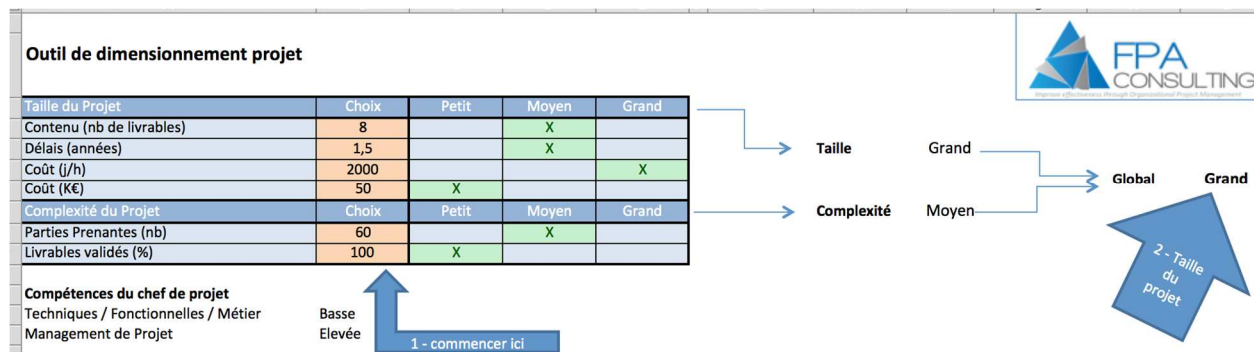 Outil de dimensionnement projet
FPA
CONSULTING
Improve effectiveness through Organizational Project Management
Taille du Projet Choix Petit Moyen Grand
Contenu (nb de livrables) 8 X
Délais (années) 1,5 X
Coût (j/h) 2000 X
Coût (K€) 50 X
Complexité du Projet Choix Petit Moyen Grand
Parties Prenantes (nb) 60 X
Livrables validés (%) 100 X
Taille Grand
Complexité Moyen
Global Grand
2 - Taille
du
projet
Compétences du chef de projet
Techniques / Fonctionnelles / Métier Basse
Management de Projet Elevée
1 - commencer ici